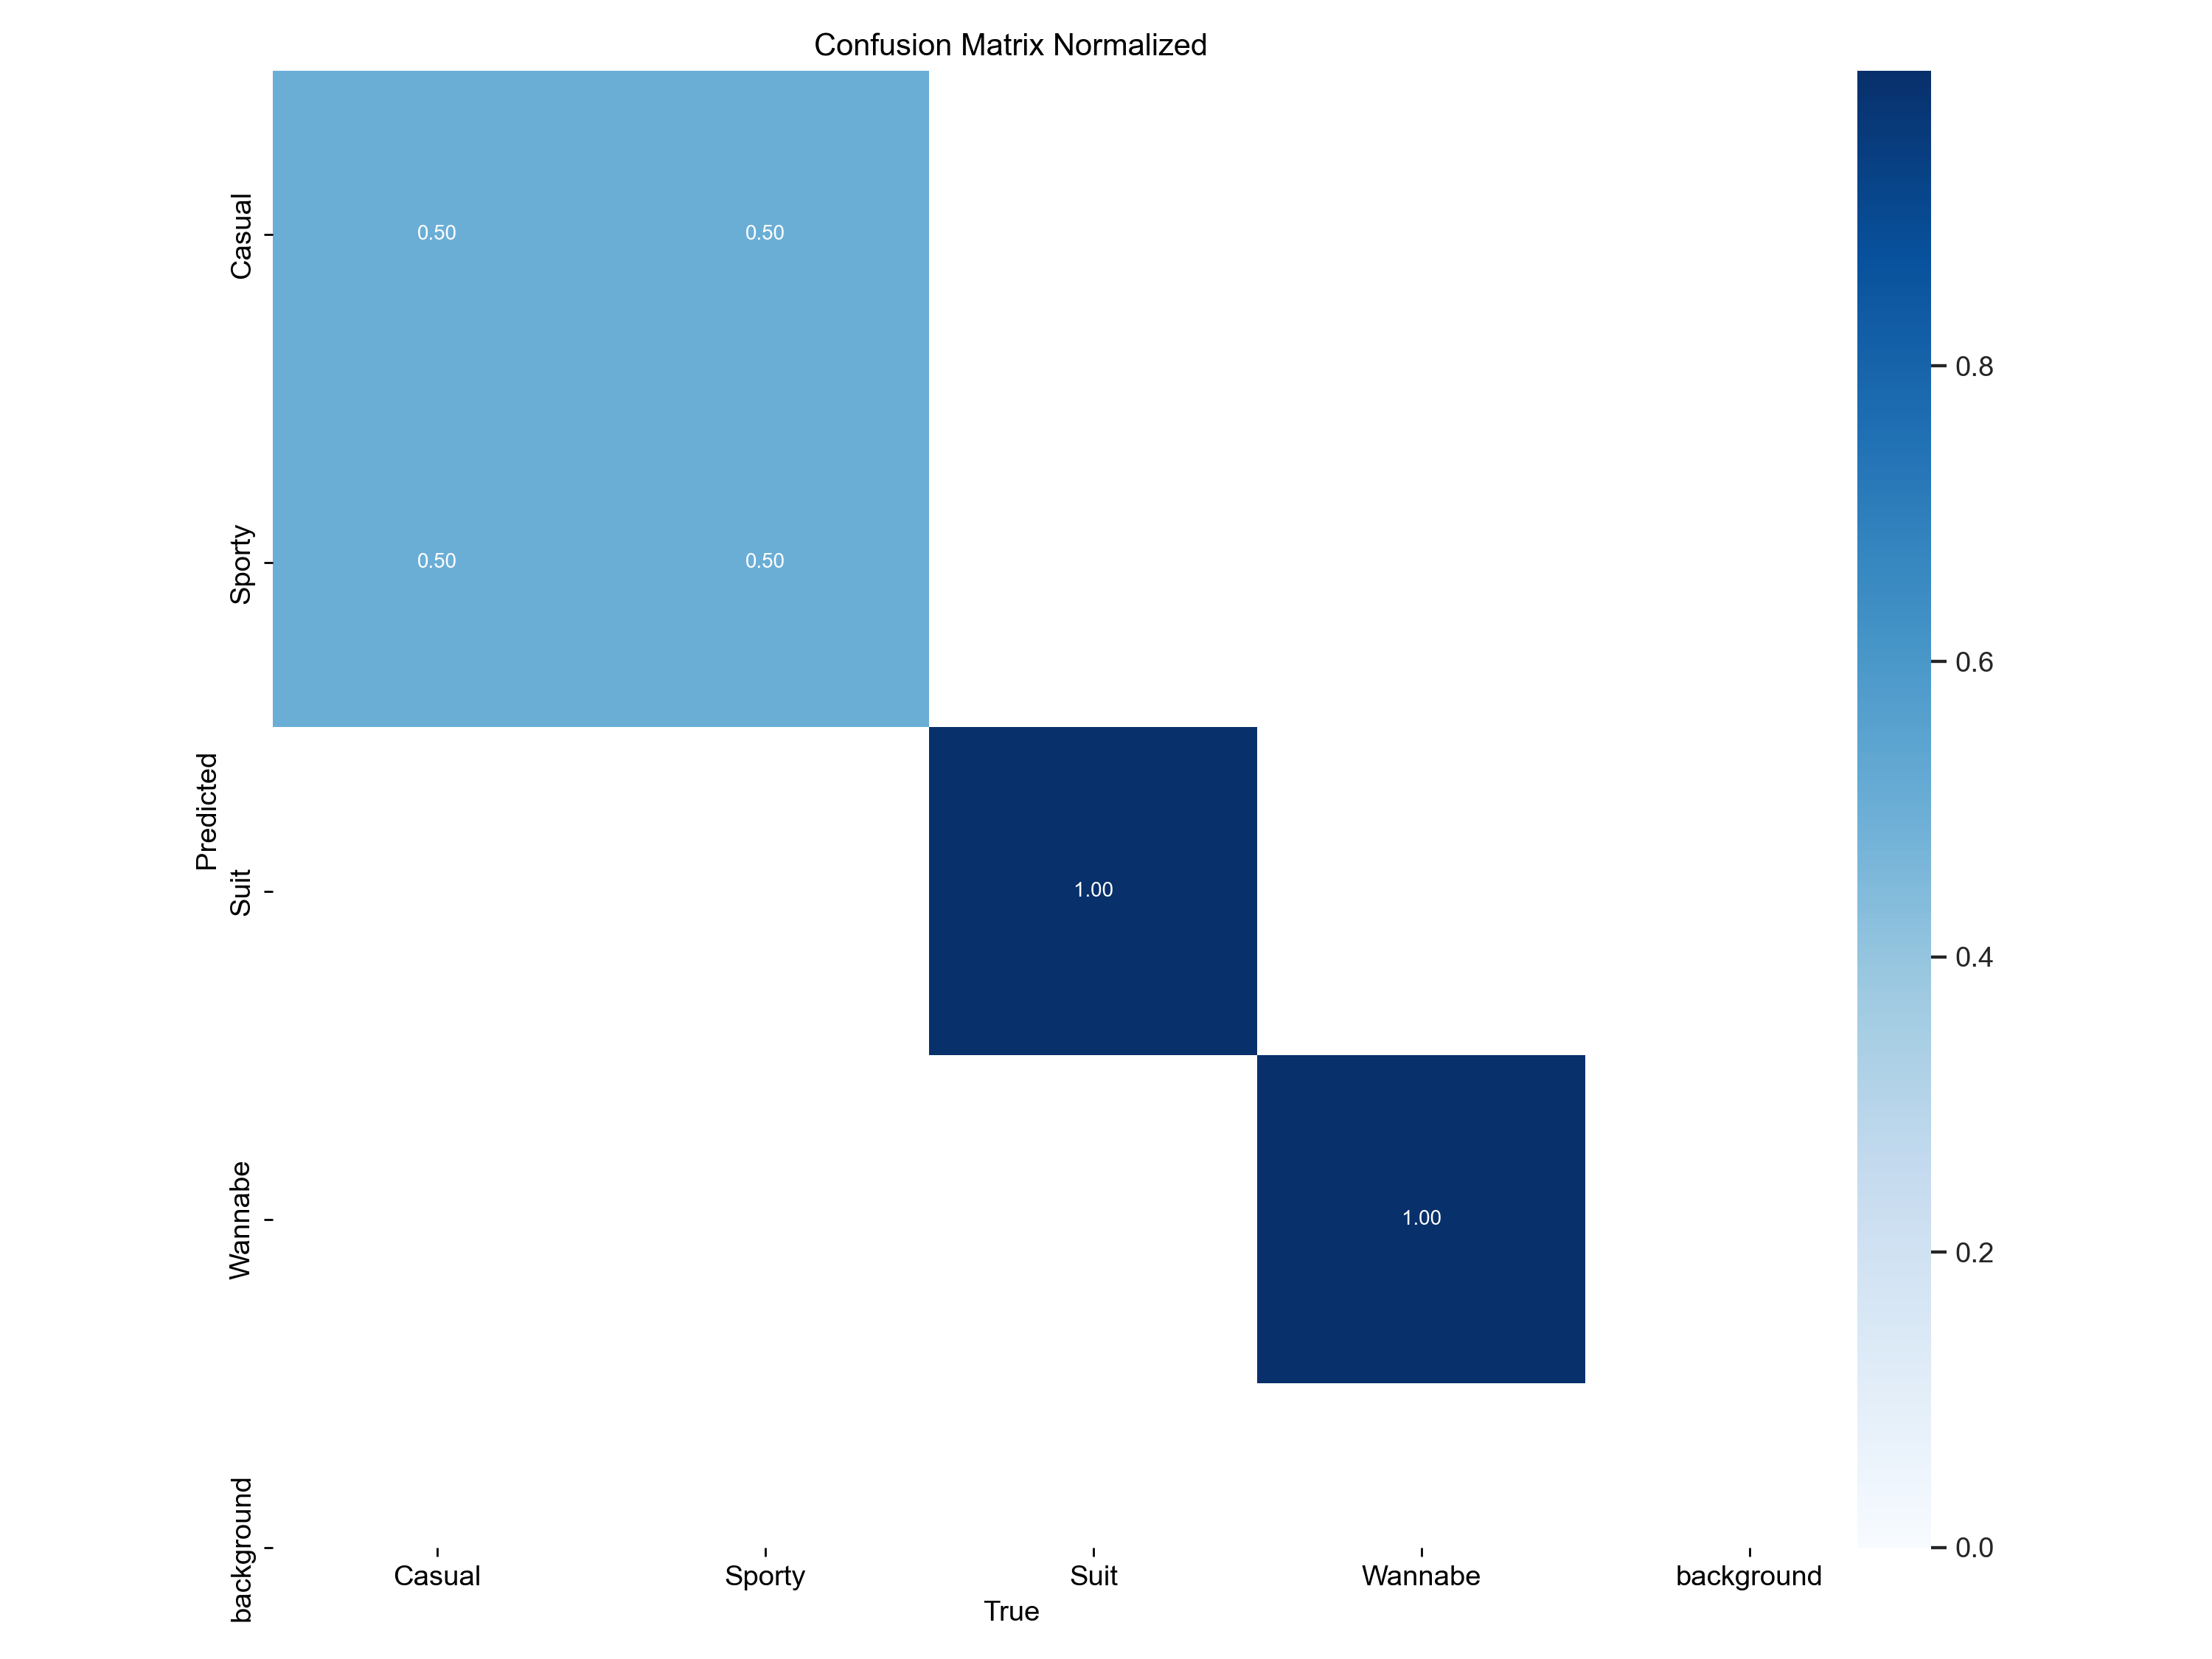 Confusion Matrix Normalized
Predicted
Casual
0.50 0.50
Sporty
0.50 0.50
Suit
1.00
Wannabe
1.00
background
Casual Sporty Suit Wannabe background
True
0.8
0.6
0.4
0.2
0.0